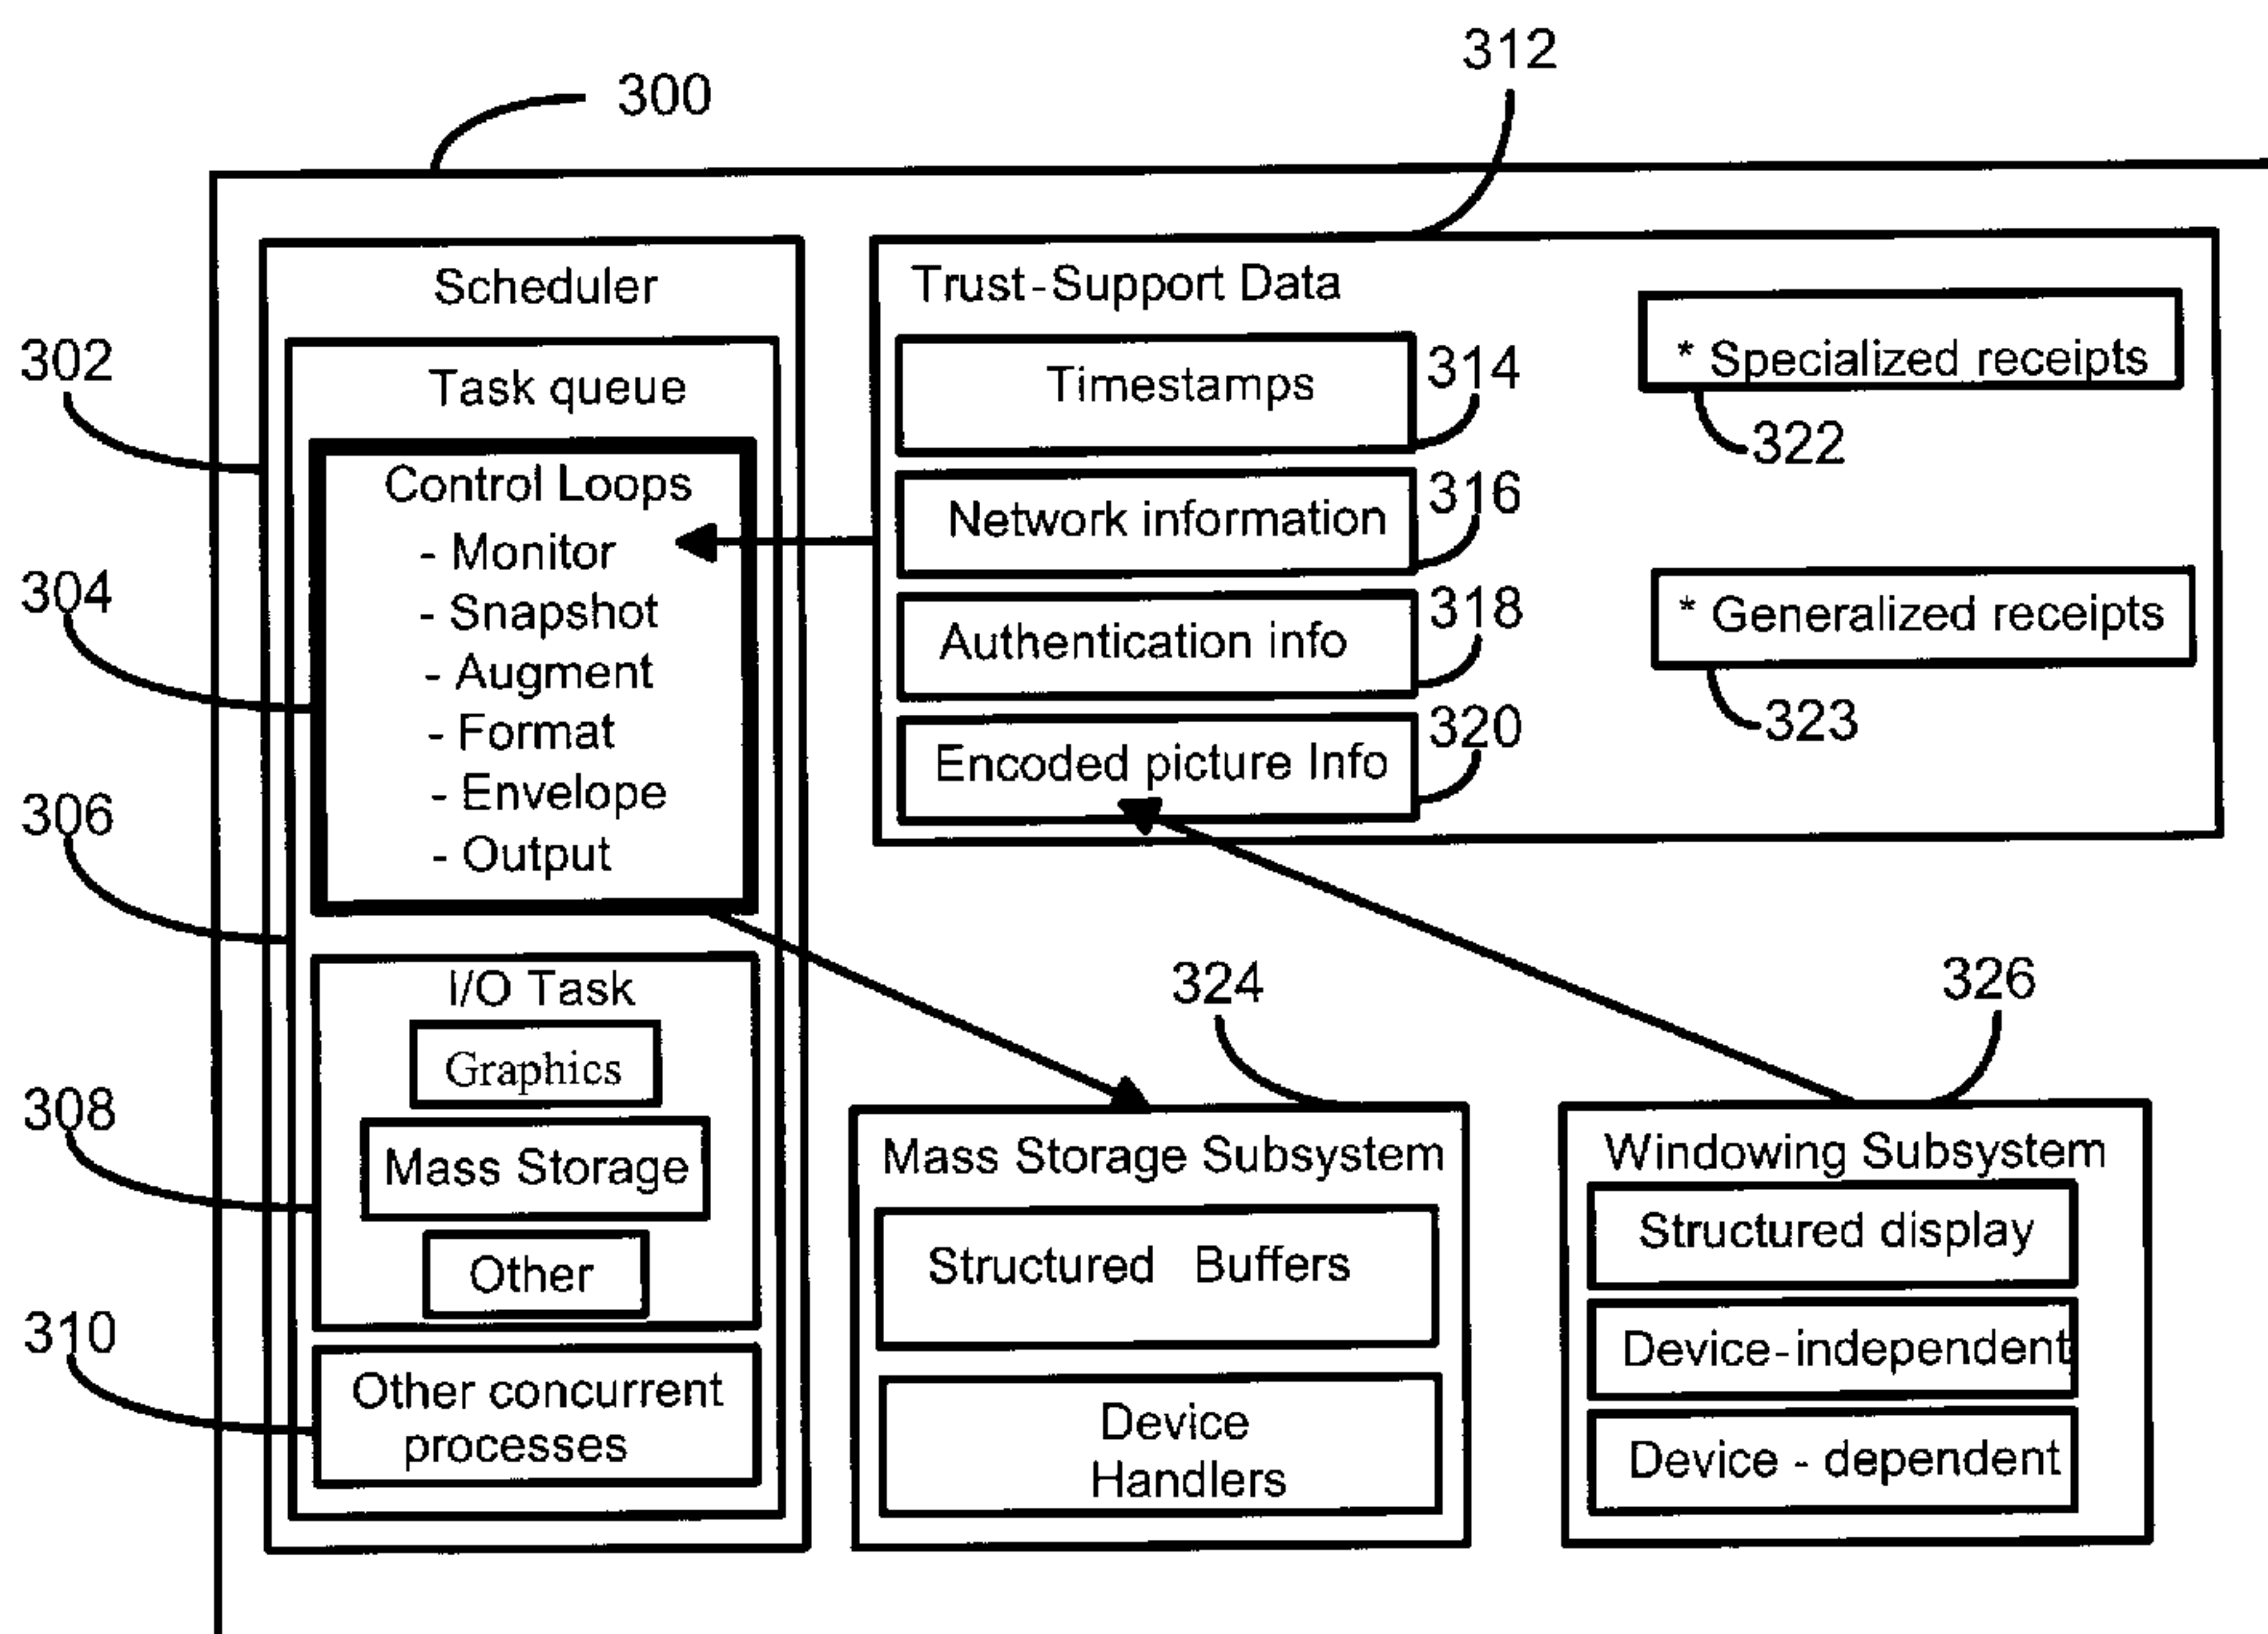 312
300
Scheduler
302
Task queue
Control Loops
- Monitor
- Snapshot
304
- Augment
- Format
- Envelope
306
- Output
I/O Task
Graphics
308
Mass Storage
Other
310
Other concurrent
processes
Trust-Support Data
Timestamps
314
Network information
316
Authentication info
318
Encoded picture Info
320
* Specialized receipts
322
* Generalized receipts
323
324
Mass Storage Subsystem
Structured Buffers
Device
Handlers
326
Windowing Subsystem
Structured display
Device-independent
Device - dependent